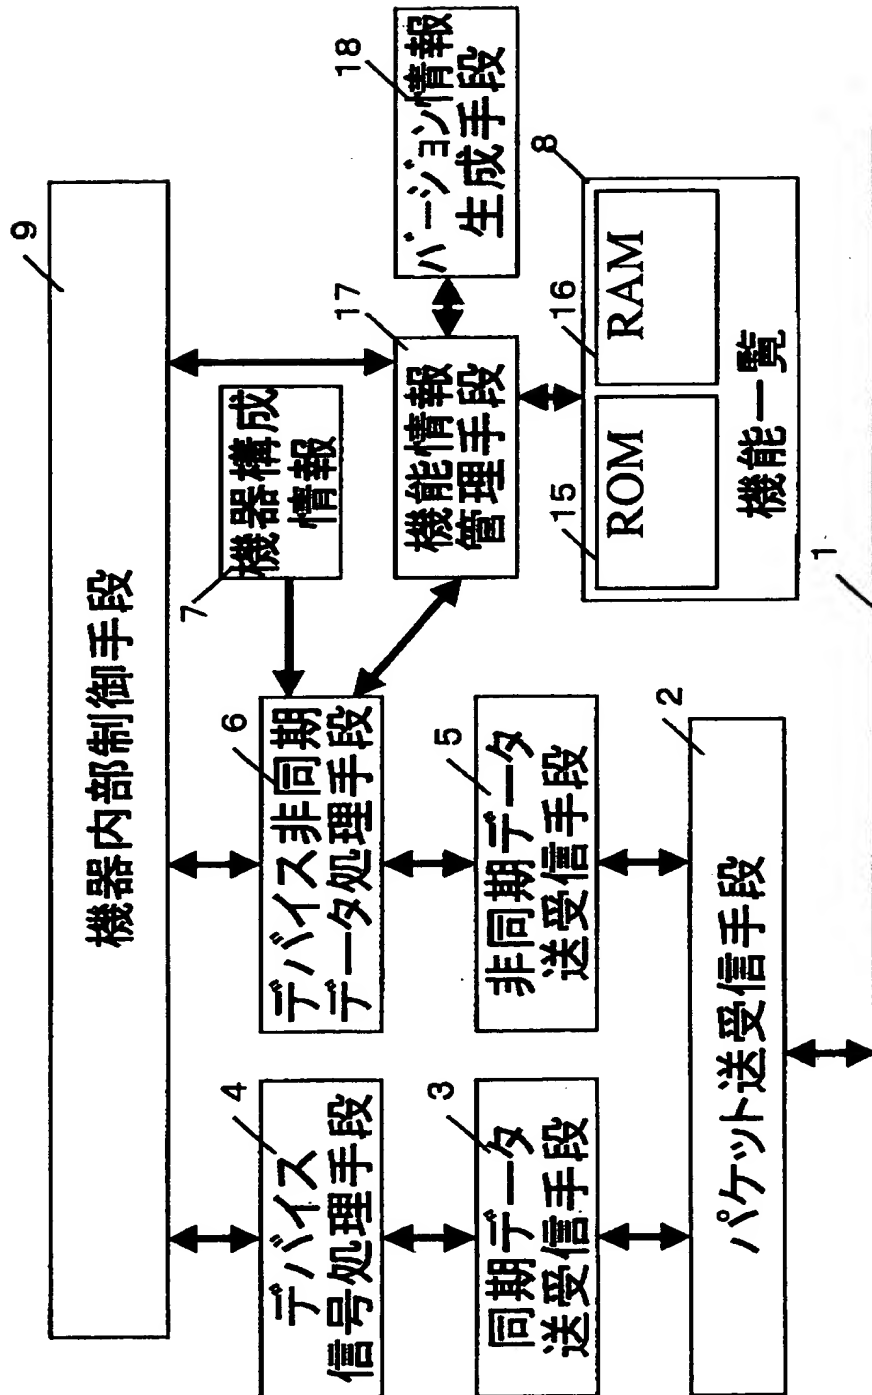 9
機器内部制御手段
4
デバイス
信号処理手段
6
デバイス非同期
データ処理手段
7
機器構成
情報
17
機能情報
管理手段
18
バージョン情報
生成手段
3
同期データ
送受信手段
5
非同期データ
送受信手段
8
15
ROM
16
RAM
機能一覧
2
パケット送受信手段
1